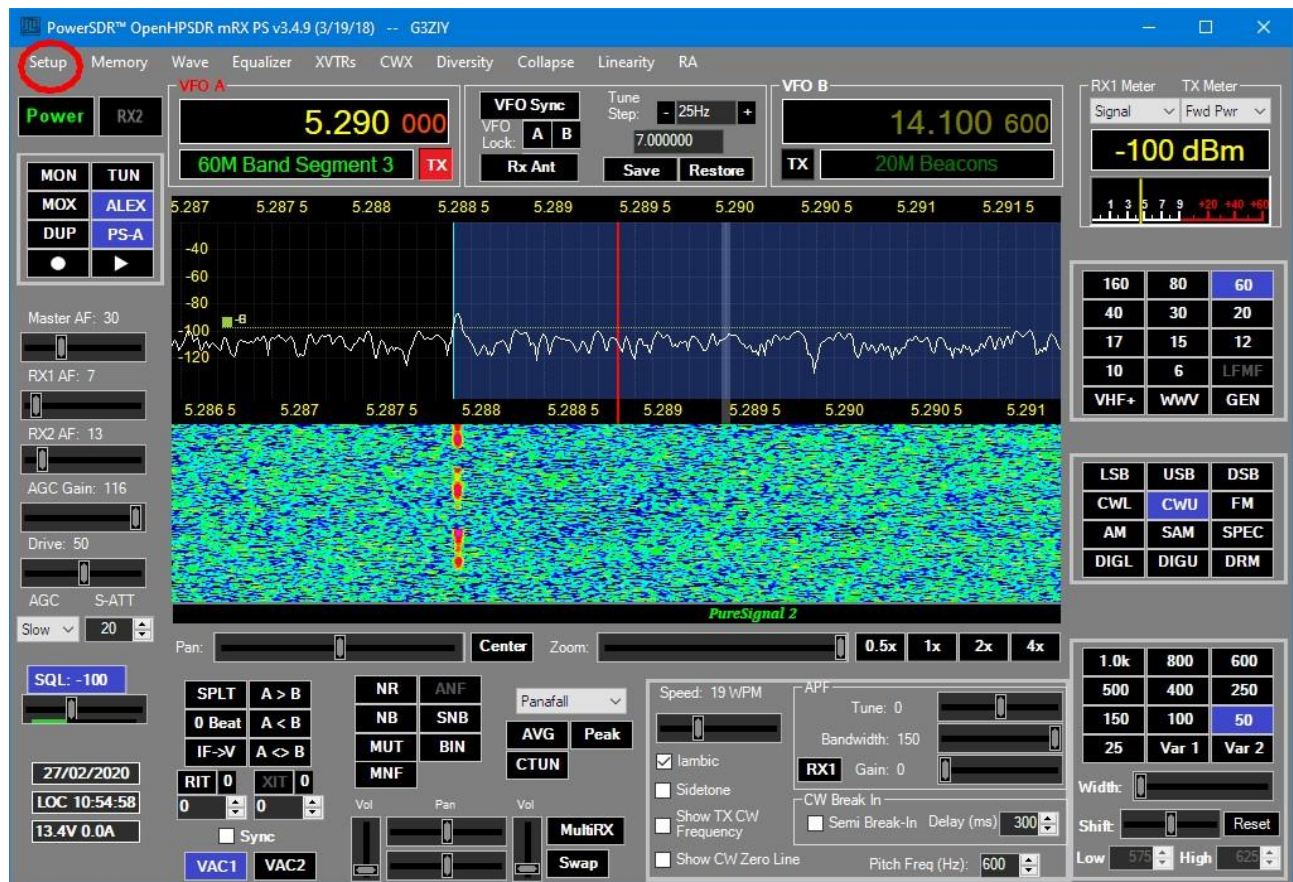 PowerSDR™ OpenHPSDR mRX PS v3.4.9 (3/19/18) -- G3ZIY
Setup Memory Wave Equalizer XVTRs CWX Diversity Collapse Linearity RA
Power RX2
MON TUN
MOX ALEX
DUP PS-A
Master AF: 30
RX1 AF: 7
RX2 AF: 13
AGC Gain: 116
Drive: 50
AGC S-ATT
Slow 20
SQL: -100
27/02/2020
LOC 10:54:58
13.4V 0.0A
VFO A
5.290 000
60M Band Segment 3 TX
VFO Sync
VFO Lock: A B
Rx Ant
Tune Step: - 25Hz +
7.000000
Save Restore
VFO B
14.100 600
TX 20M Beacons
RX1 Meter TX Meter
Signal Fwd Pwr
-100 dBm
1 3 5 7 9 +20 +40 +60
5.287 5.287 5 5.288 5.288 5 5.289 5.289 5 5.290 5.290 5 5.291 5.291 5
-40
-60
-80
-100
-120
-G
5.286 5 5.287 5.287 5 5.288 5.288 5 5.289 5.289 5 5.290 5.290 5 5.291
PureSignal 2
Pan: Center Zoom: 0.5x 1x 2x 4x
160 80 60
40 30 20
17 15 12
10 6 LFMF
VHF+ WWV GEN
LSB USB DSB
CWL CWU FM
AM SAM SPEC
DIGL DIGU DRM
1.0k 800 600
500 400 250
150 100 50
25 Var 1 Var 2
Width:
Shift: Reset
Low 575 High 625
SPLT A > B
0 Beat A < B
IF->V A <> B
RIT 0 XIT 0
0 0
Sync
VAC1 VAC2
NR ANF
NB SNB
MUT BIN
MNF
Panafall
AVG Peak
CTUN
Vol Pan Vol
MultiRX
Swap
Speed: 19 WPM
Iambic
Sidetone
Show TX CW Frequency
Show CW Zero Line
APF
Tune: 0
Bandwidth: 150
RX1 Gain: 0
CW Break In
Semi Break-In Delay (ms) 300
Pitch Freq (Hz): 600